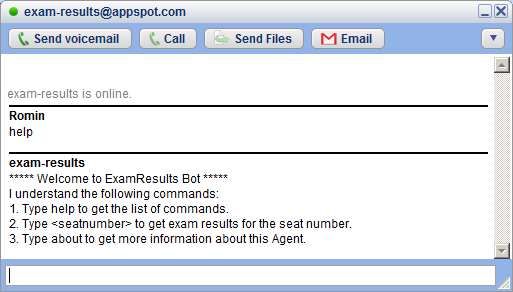 exam-results@appspot.com
Send voicemail Call Send Files Email
exam-results is online.
Romin
help
exam-results
***** Welcome to ExamResults Bot *****
I understand the following commands:
1. Type help to get the list of commands.
2. Type <seatnumber> to get exam results for the seat number.
3. Type about to get more information about this Agent.